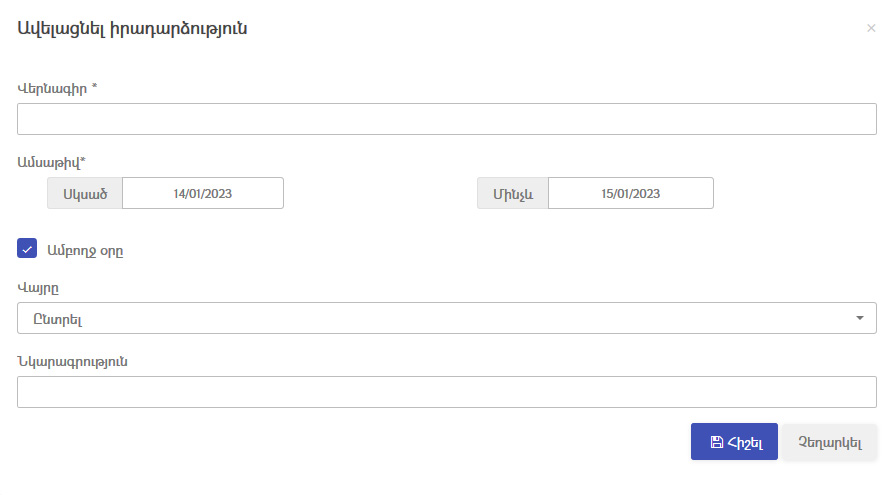 Ավելացնել իրադարձություն
×
Վերնագիր *
Ամսաթիվ*
Սկսած 14/01/2023 Մինչև 15/01/2023
Ամբողջ օրը
Վայրը
Ընտրել
Նկարագրություն
Հիշել Չեղարկել